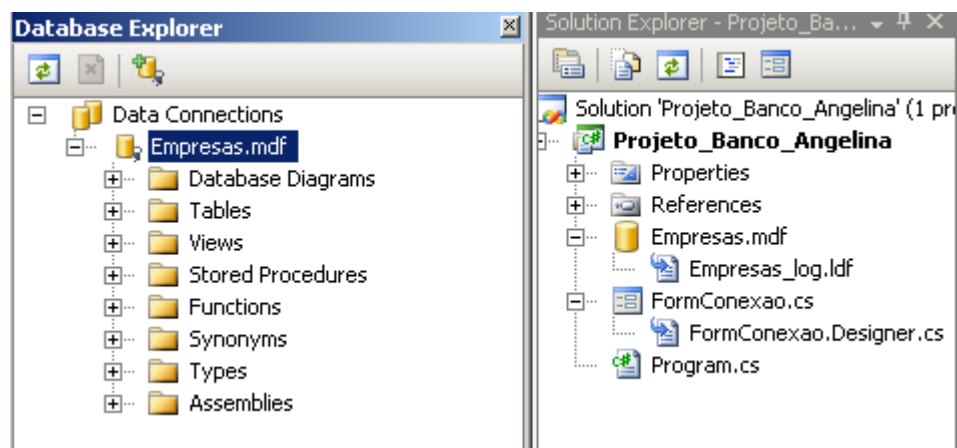 Database Explorer
Data Connections
Empresas.mdf
Database Diagrams
Tables
Views
Stored Procedures
Functions
Synonyms
Types
Assemblies
Solution Explorer - Projeto_Ba...
Solution 'Projeto_Banco_Angelina' (1 pr
Projeto_Banco_Angelina
Properties
References
Empresas.mdf
Empresas_log.ldf
FormConexao.cs
FormConexao.Designer.cs
Program.cs